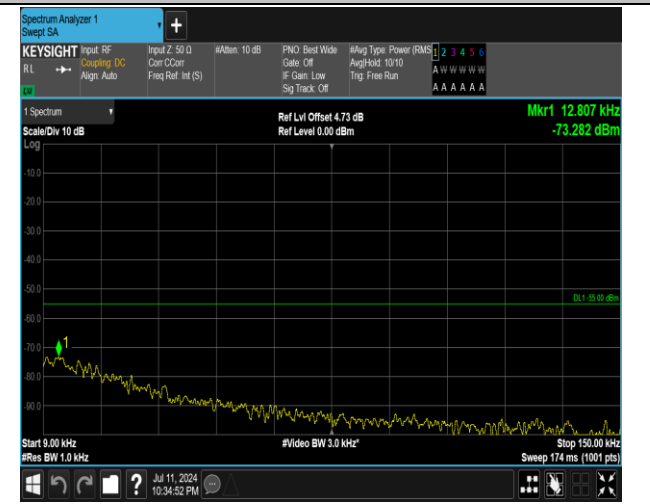 Spectrum Analyzer 1
Swept SA
+
KEYSIGHT Input: RF Input Z: 50 Ω #Atten: 10 dB PNO: Best Wide #Avg Type: Power (RMS 1 2 3 4 5 6
RL Coupling: DC Corr CCorr Gate: Off Avg|Hold: 10/10 A W W W W W
Align: Auto Freq Ref: Int (S) IF Gain: Low Trig: Free Run
Sig Track: Off A A A A A A
LXI
1 Spectrum Ref Lvl Offset 4.73 dB Mkr1 12.807 kHz
Scale/Div 10 dB Ref Level 0.00 dBm -73.282 dBm
Log
-10.0
-20.0
-30.0
-40.0
-50.0
DL1 -55.00 dBm
-60.0
1
-70.0
-80.0
-90.0
Start 9.00 kHz #Video BW 3.0 kHz* Stop 150.00 kHz
#Res BW 1.0 kHz Sweep 174 ms (1001 pts)
? Jul 11, 2024
10:34:52 PM